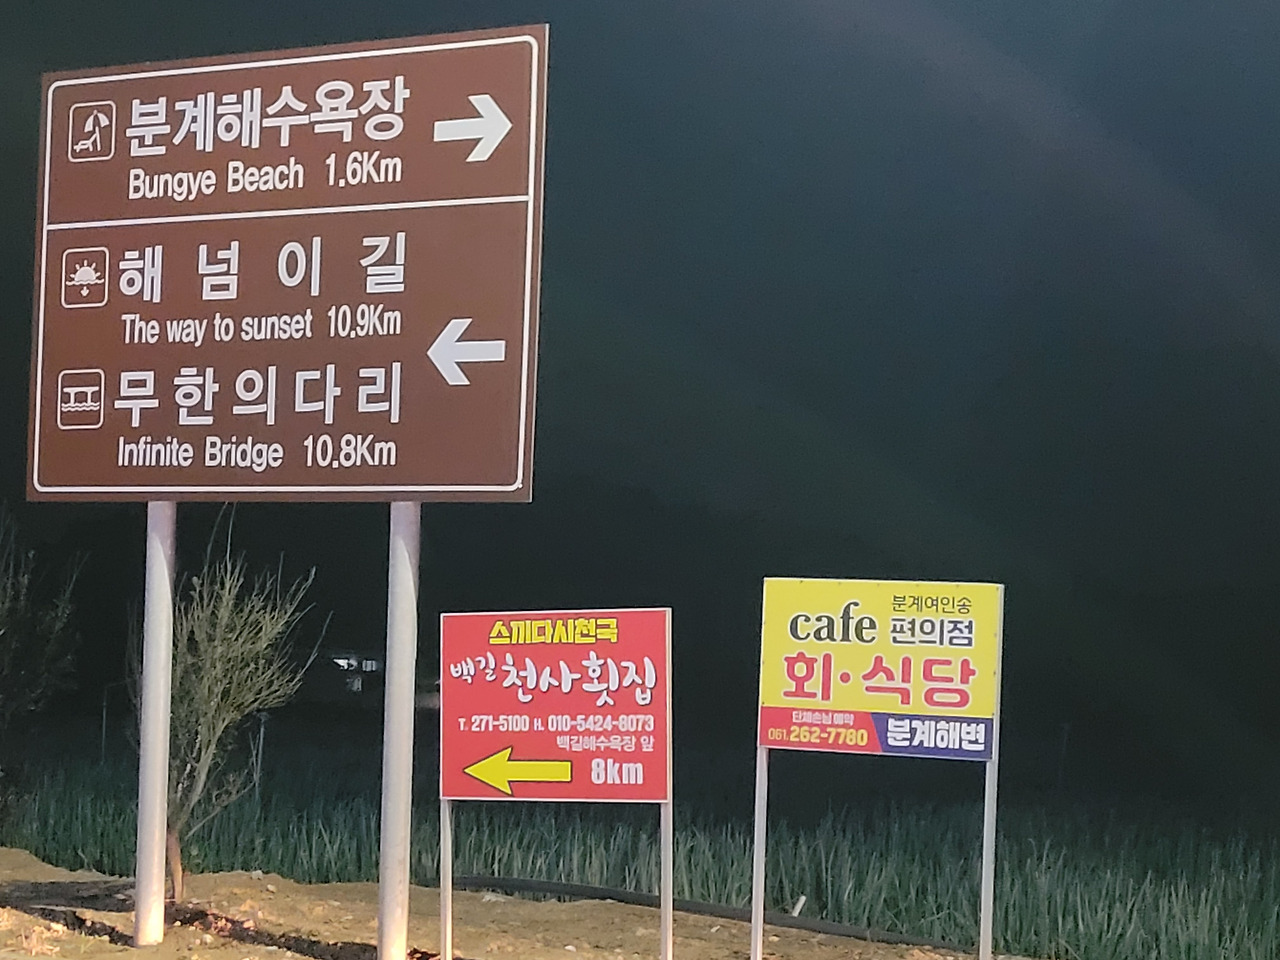 분계해수욕장
Bungye Beach 1.6Km
해 넘 이 길
The way to sunset 10.9Km
무한의다리
Infinite Bridge 10.8Km
스끼다시천국
백길 천사횟집
T. 271-5100 H. 010-5424-8073
백길해수욕장 앞
8km
분계여인송
cafe 편의점
회·식당
단체손님 예약
061. 262-7780
분계해변